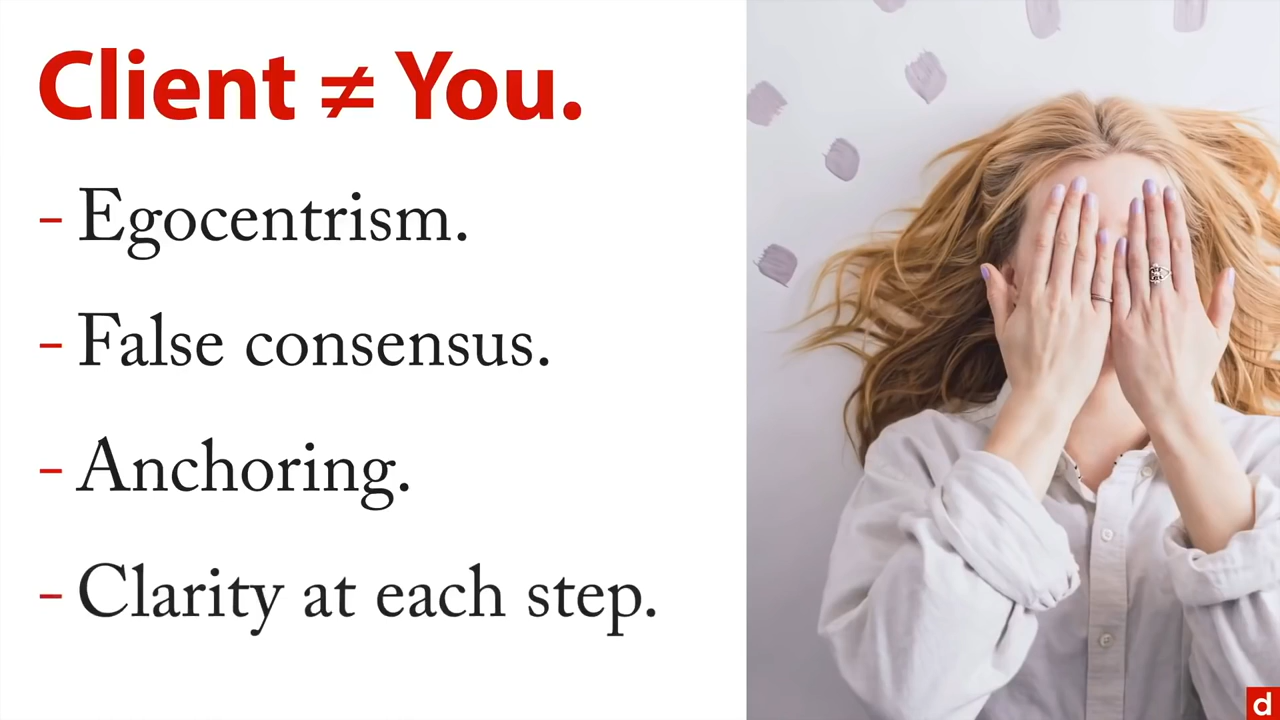 Client ≠ You.
- Egocentrism.
- False consensus.
- Anchoring.
- Clarity at each step.
d